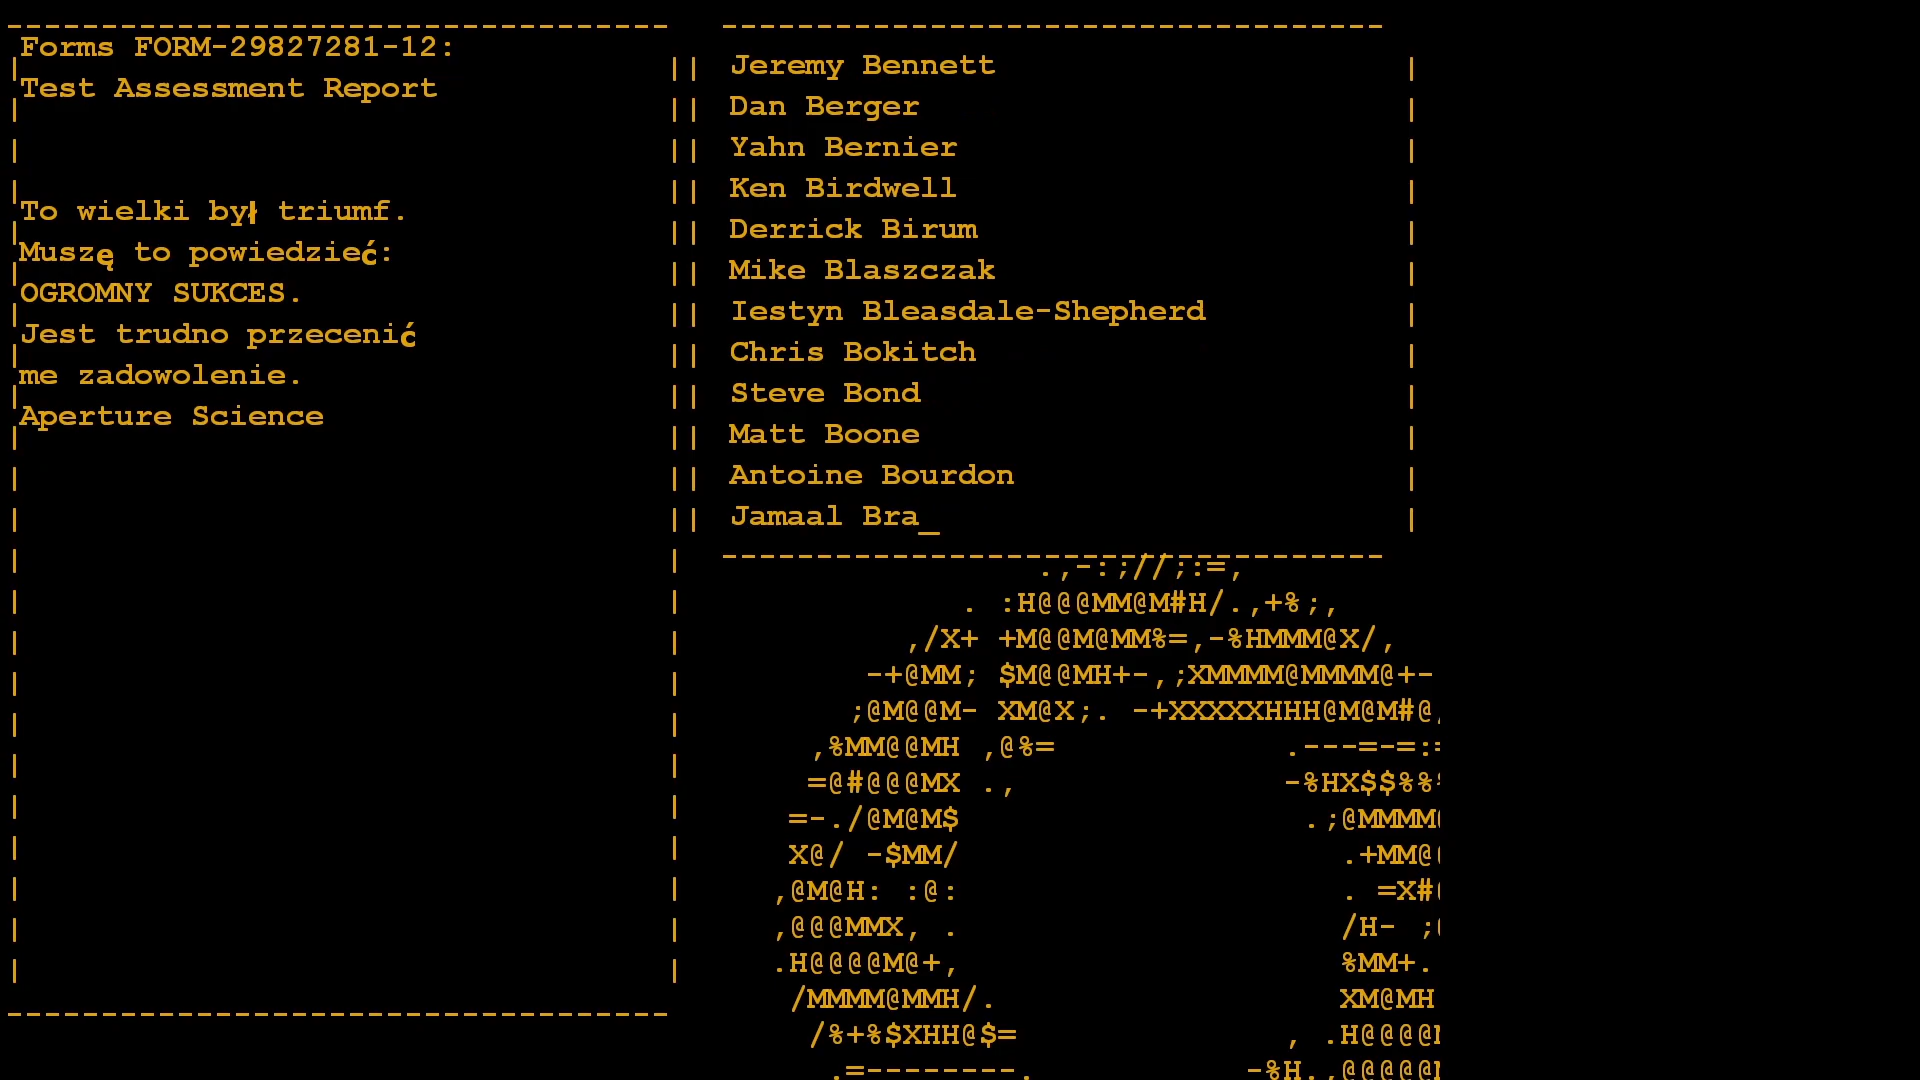 Forms FORM-29827281-12:
Test Assessment Report
To wielki był triumf.
Muszę to powiedzieć:
OGROMNY SUKCES.
Jest trudno przecenić
me zadowolenie.
Aperture Science
Jeremy Bennett
Dan Berger
Yahn Bernier
Ken Birdwell
Derrick Birum
Mike Blaszczak
Iestyn Bleasdale-Shepherd
Chris Bokitch
Steve Bond
Matt Boone
Antoine Bourdon
Jamaal Bra_